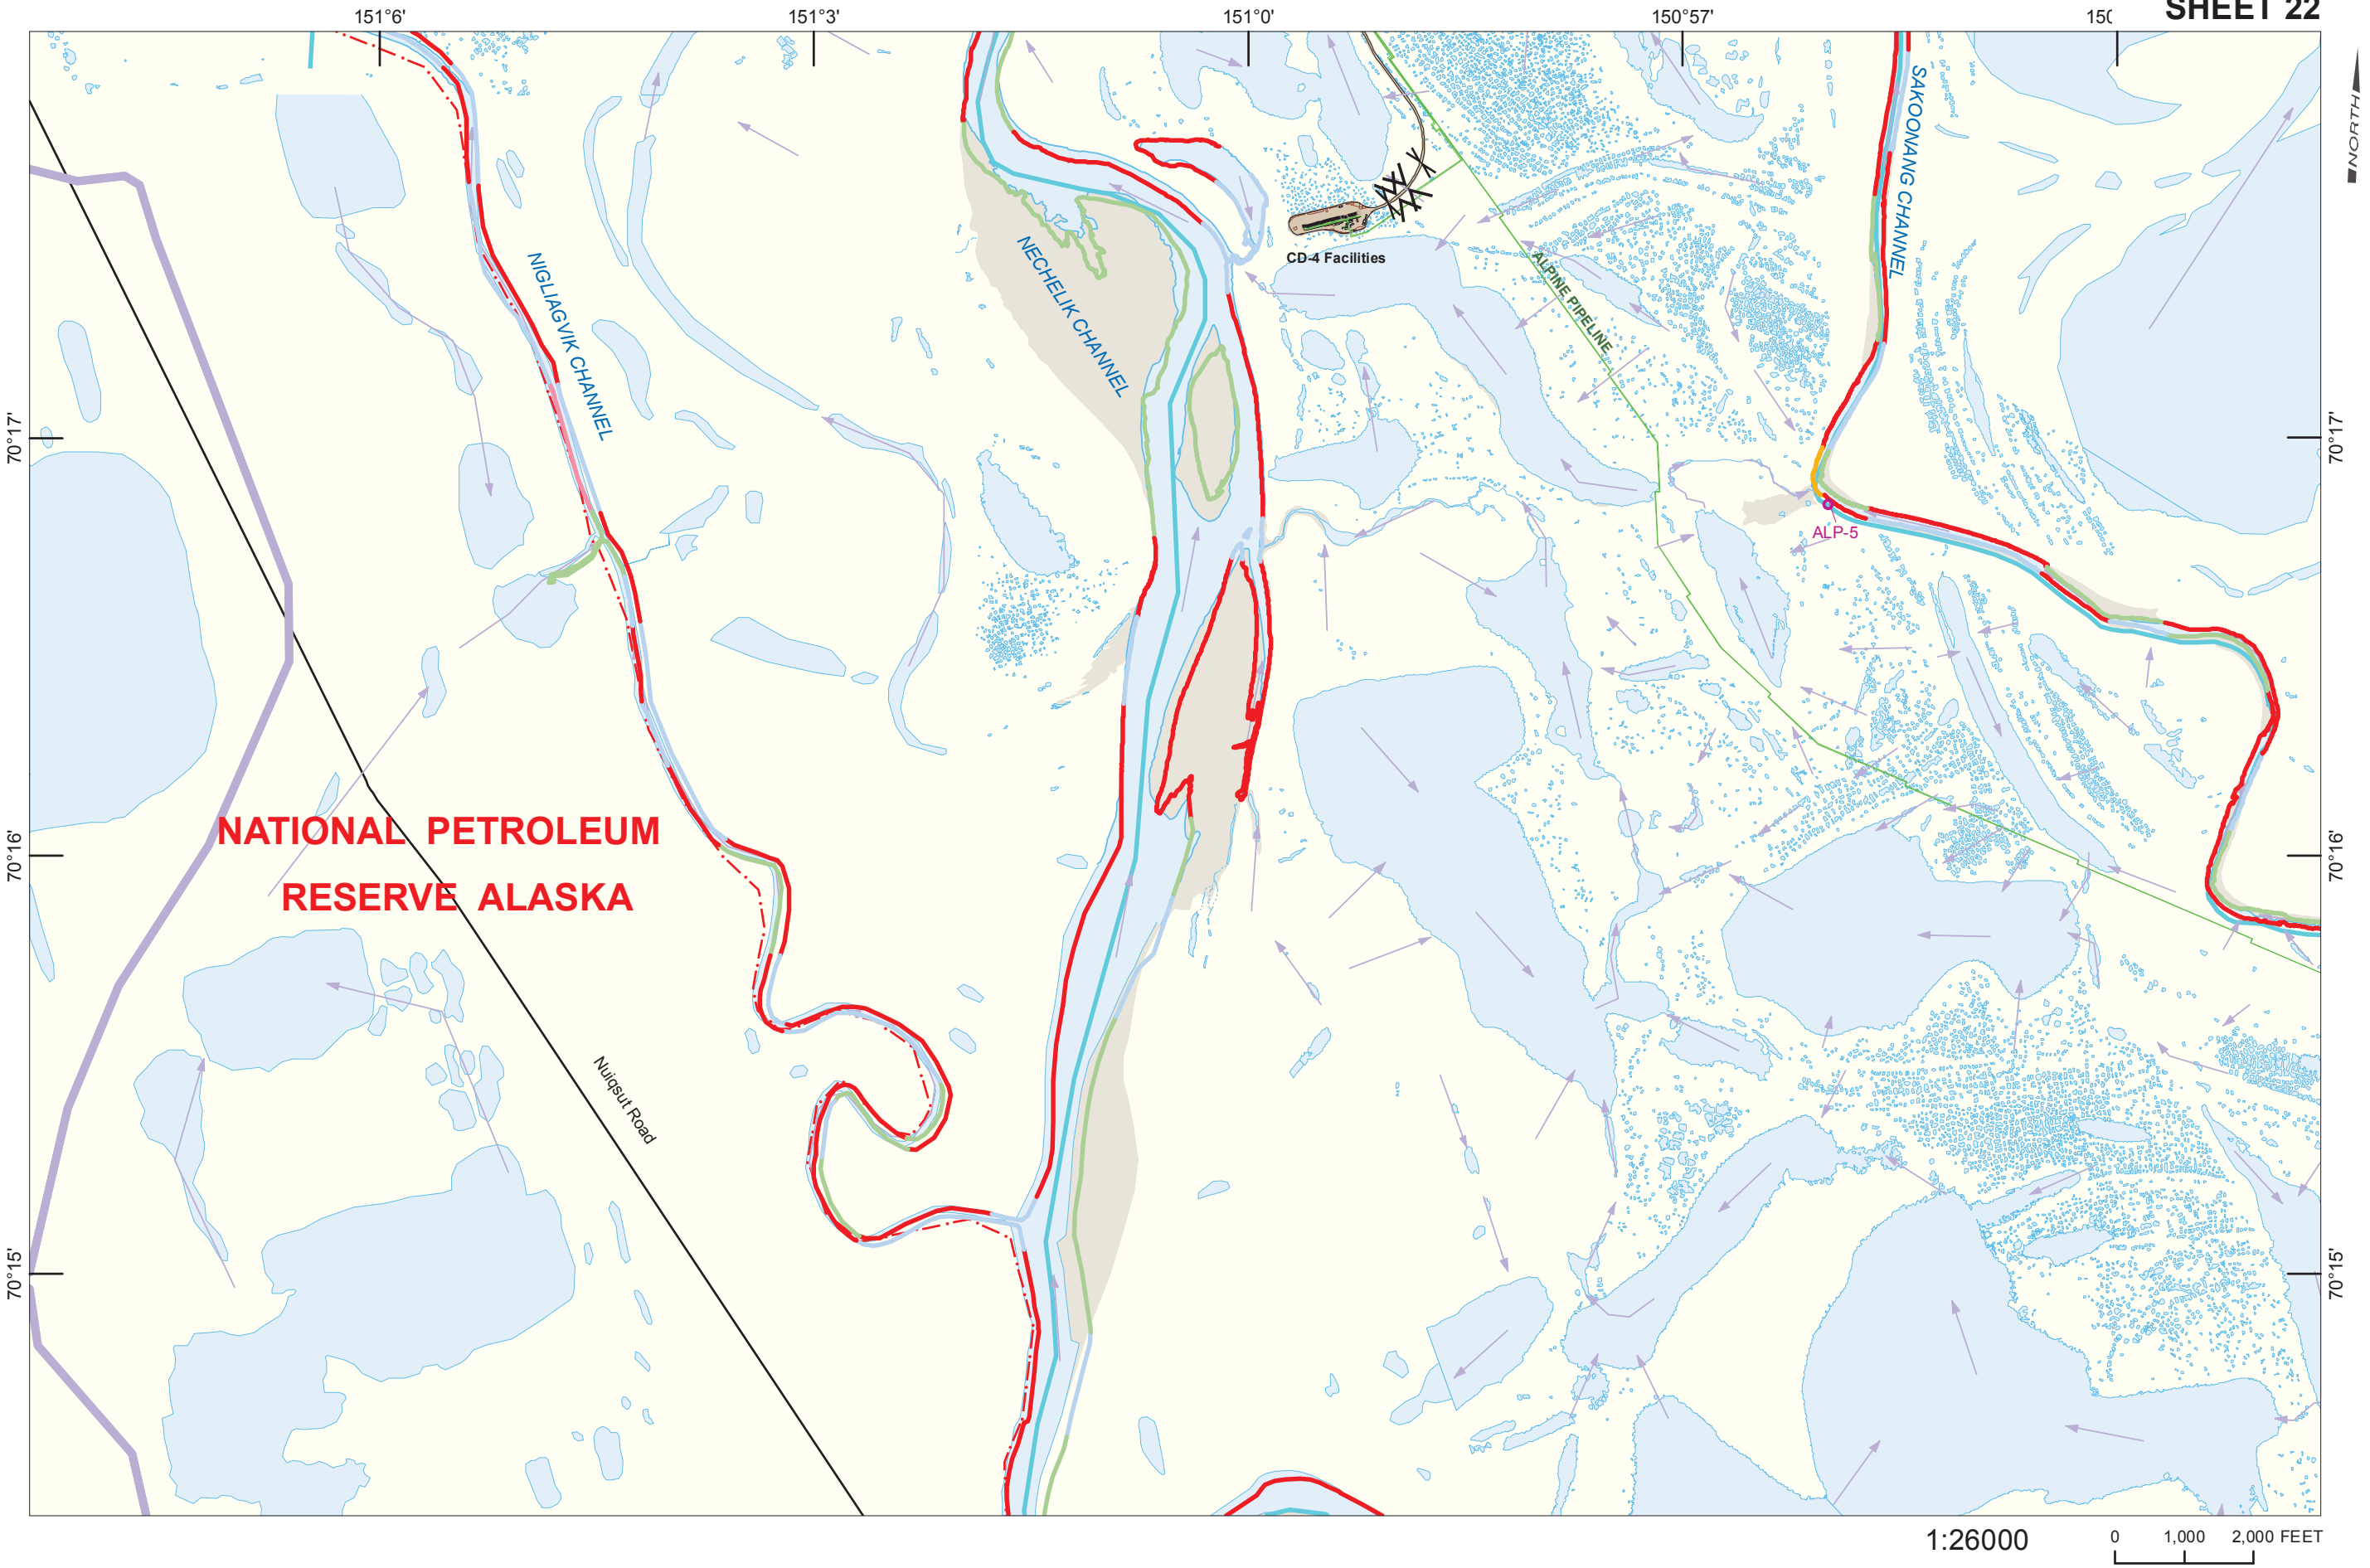 SHEET 22
151°6'
151°3'
151°0'
150°57'
NORTH
SAKOONANG CHANNEL
NIGLIAGVIK CHANNEL
NECHELIK CHANNEL
CD-4 Facilities
ALPINE PIPELINE
70°17'
70°17'
ALP-5
NATIONAL PETROLEUM
RESERVE ALASKA
70°16'
70°16'
Nuiqsut Road
70°15'
70°15'
1:26000
0 1,000 2,000 FEET